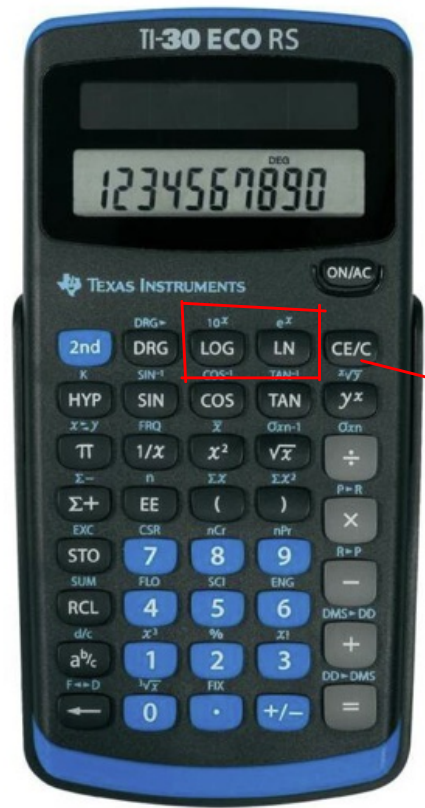 TI-30 ECO RS
DEG
1234567890
ON/AC
TEXAS INSTRUMENTS
DRG▸ 10ˣ eˣ
2nd DRG LOG LN CE/C
K SIN⁻¹ COS⁻¹ TAN⁻¹ ˣ√y
HYP SIN COS TAN yˣ
x⇆y FRQ x̅ σxn-1 σxn
π 1/x x² √x ÷
Σ− n Σx Σx² P▸R
Σ+ EE ( ) ×
EXC CSR nCr nPr R▸P
STO 7 8 9 −
SUM FLO SCI ENG DMS▸DD
RCL 4 5 6 +
d/c x³ % x! DD▸DMS
aᵇ/c 1 2 3 =
F◂▸D ³√x FIX
← 0 . +/−